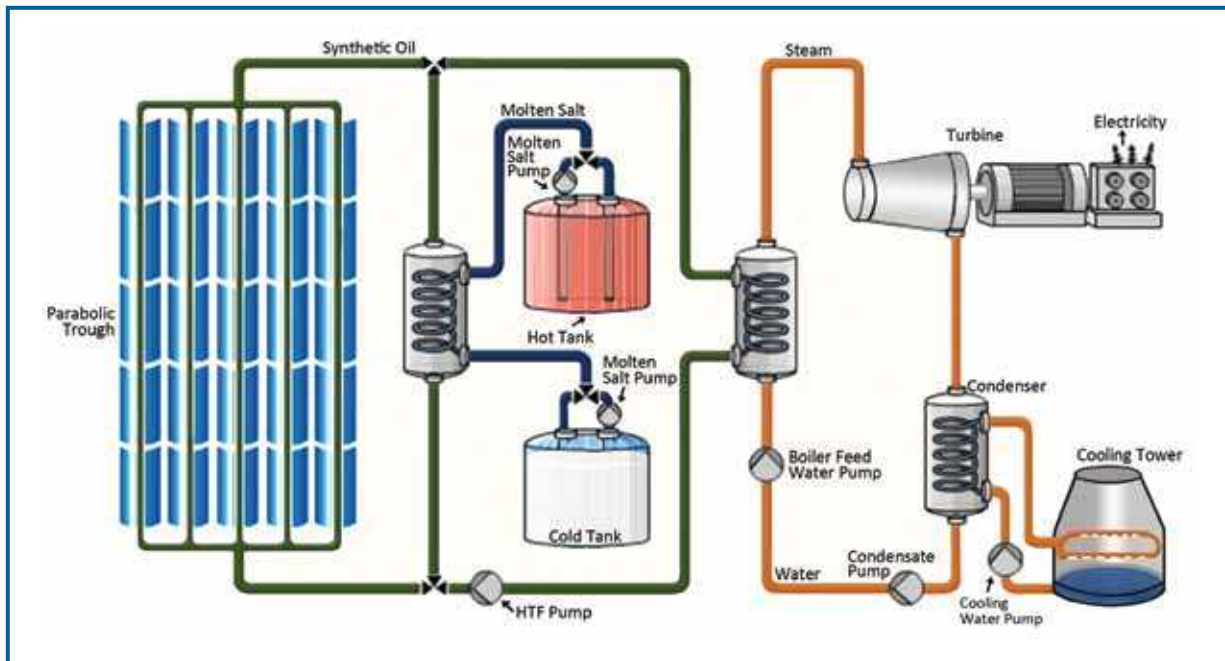 Synthetic Oil
Steam
Molten Salt
Molten
Salt
Pump
Turbine
Electricity
Parabolic
Trough
Hot Tank
Molten
Salt Pump
Condenser
Boiler Feed
Water Pump
Cooling Tower
Cold Tank
Condensate
Pump
Water
HTF Pump
Cooling
Water Pump